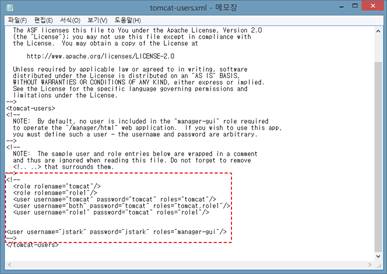 tomcat-users.xml - 메모장
파일(F) 편집(E) 서식(O) 보기(V) 도움말(H)
The ASF licenses this file to You under the Apache License, Version 2.0
(the "License"); you may not use this file except in compliance with
the License.  You may obtain a copy of the License at
http://www.apache.org/licenses/LICENSE-2.0
Unless required by applicable law or agreed to in writing, software
distributed under the License is distributed on an "AS IS" BASIS,
WITHOUT WARRANTIES OR CONDITIONS OF ANY KIND, either express or implied.
See the License for the specific language governing permissions and
limitations under the License.
-->
<tomcat-users>
<!--
NOTE:  By default, no user is included in the "manager-gui" role required
to operate the "/manager/html" web application.  If you wish to use this app,
you must define such a user - the username and password are arbitrary.
-->
<!--
NOTE:  The sample user and role entries below are wrapped in a comment
and thus are ignored when reading this file. Do not forget to remove
<!.. ..> that surrounds them.
-->
<!--
<role rolename="tomcat"/>
<role rolename="role1"/>
<user username="tomcat" password="tomcat" roles="tomcat"/>
<user username="both" password="tomcat" roles="tomcat,role1"/>
<user username="role1" password="tomcat" roles="role1"/>
<user username="jstark" password="jstark" roles="manager-gui"/>
-->
</tomcat-users>